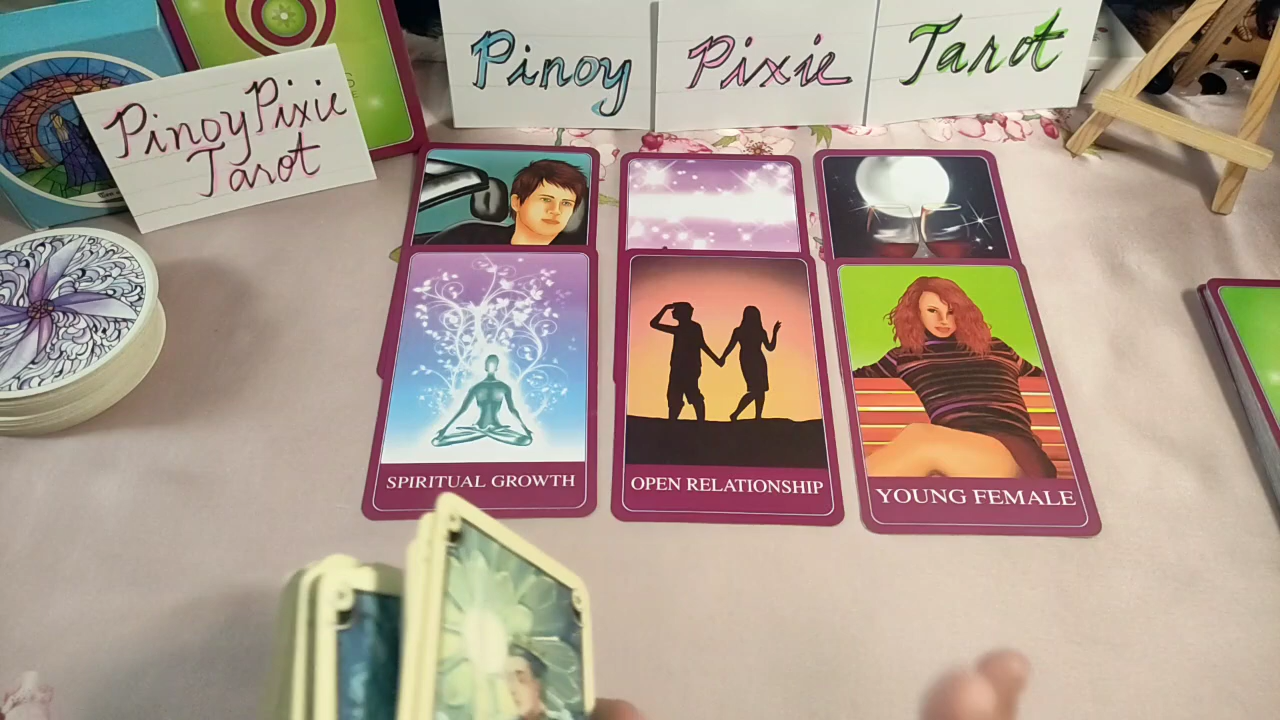 Pinoy Pixie Tarot
PinoyPixie
Tarot
SPIRITUAL GROWTH
OPEN RELATIONSHIP
YOUNG FEMALE